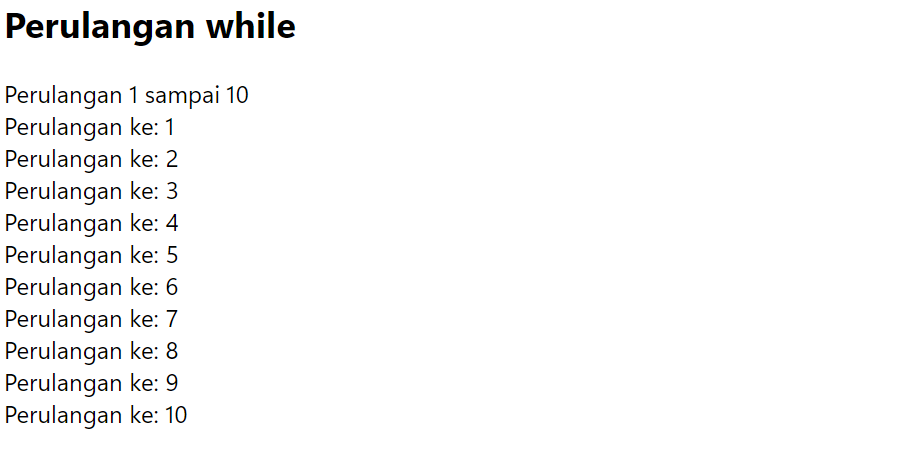 Perulangan while
Perulangan 1 sampai 10
Perulangan ke: 1
Perulangan ke: 2
Perulangan ke: 3
Perulangan ke: 4
Perulangan ke: 5
Perulangan ke: 6
Perulangan ke: 7
Perulangan ke: 8
Perulangan ke: 9
Perulangan ke: 10